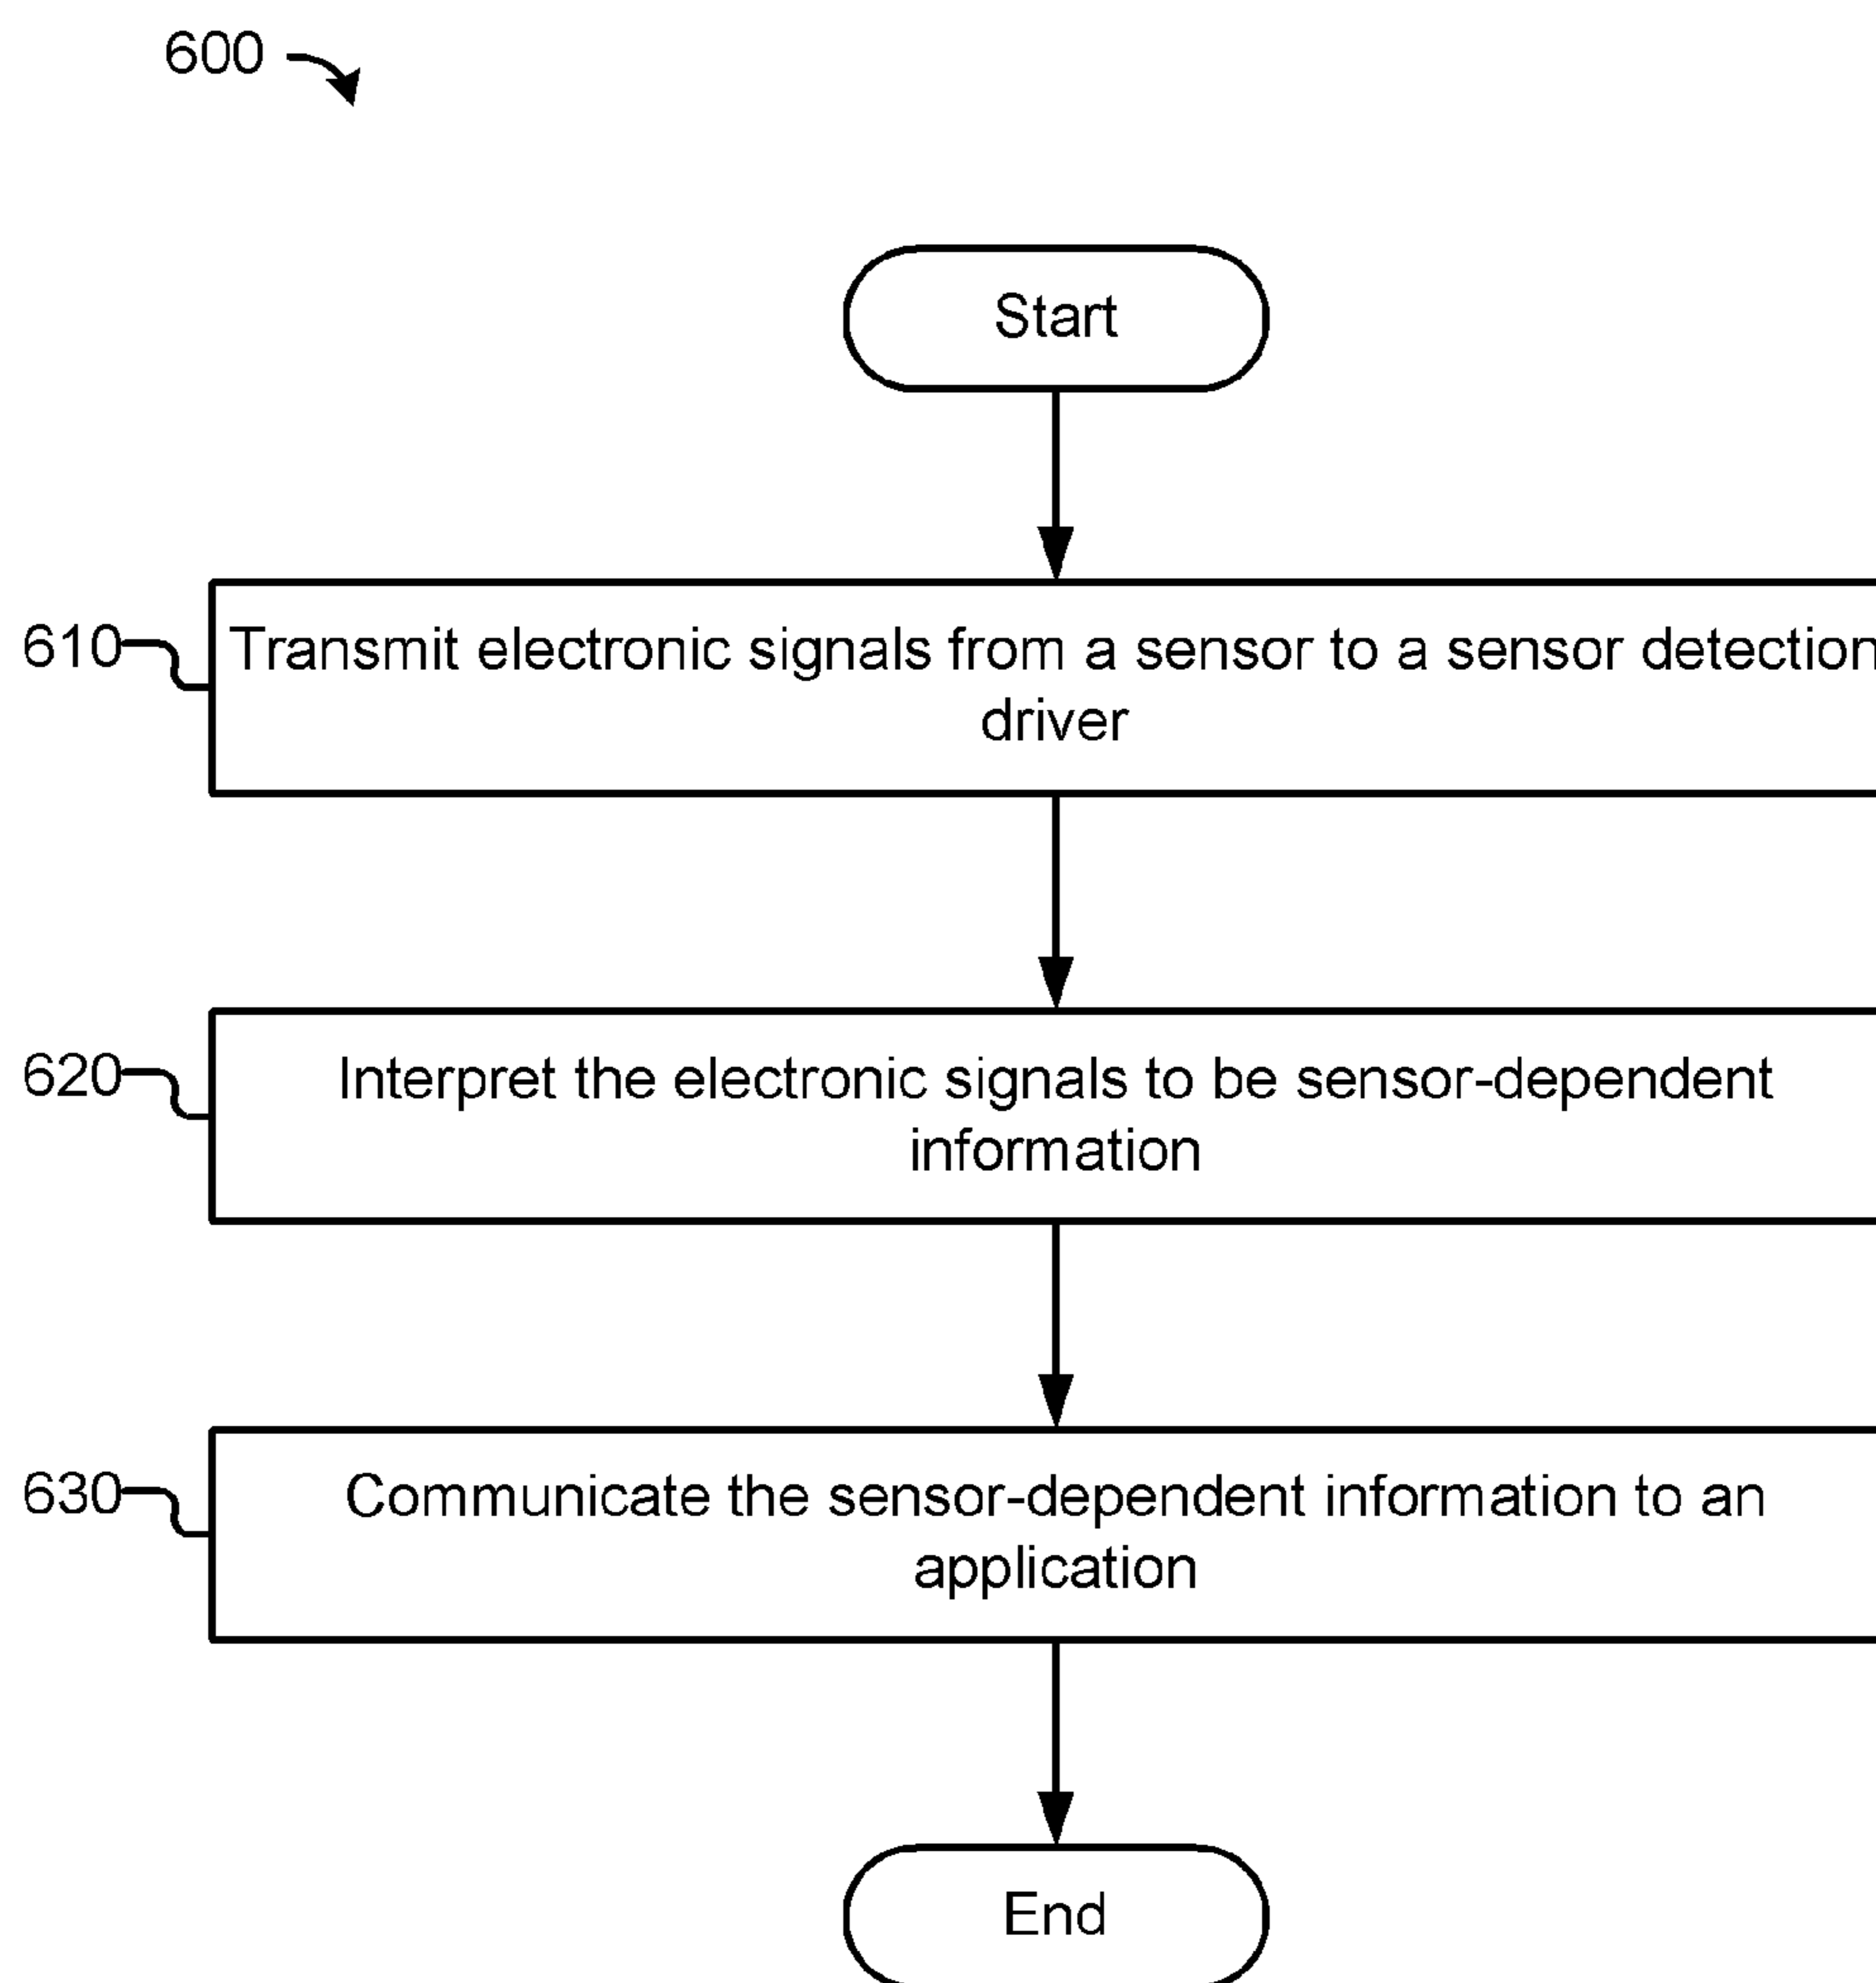 600
Start
610
Transmit electronic signals from a sensor to a sensor detection
driver
620
Interpret the electronic signals to be sensor-dependent
information
630
Communicate the sensor-dependent information to an
application
End